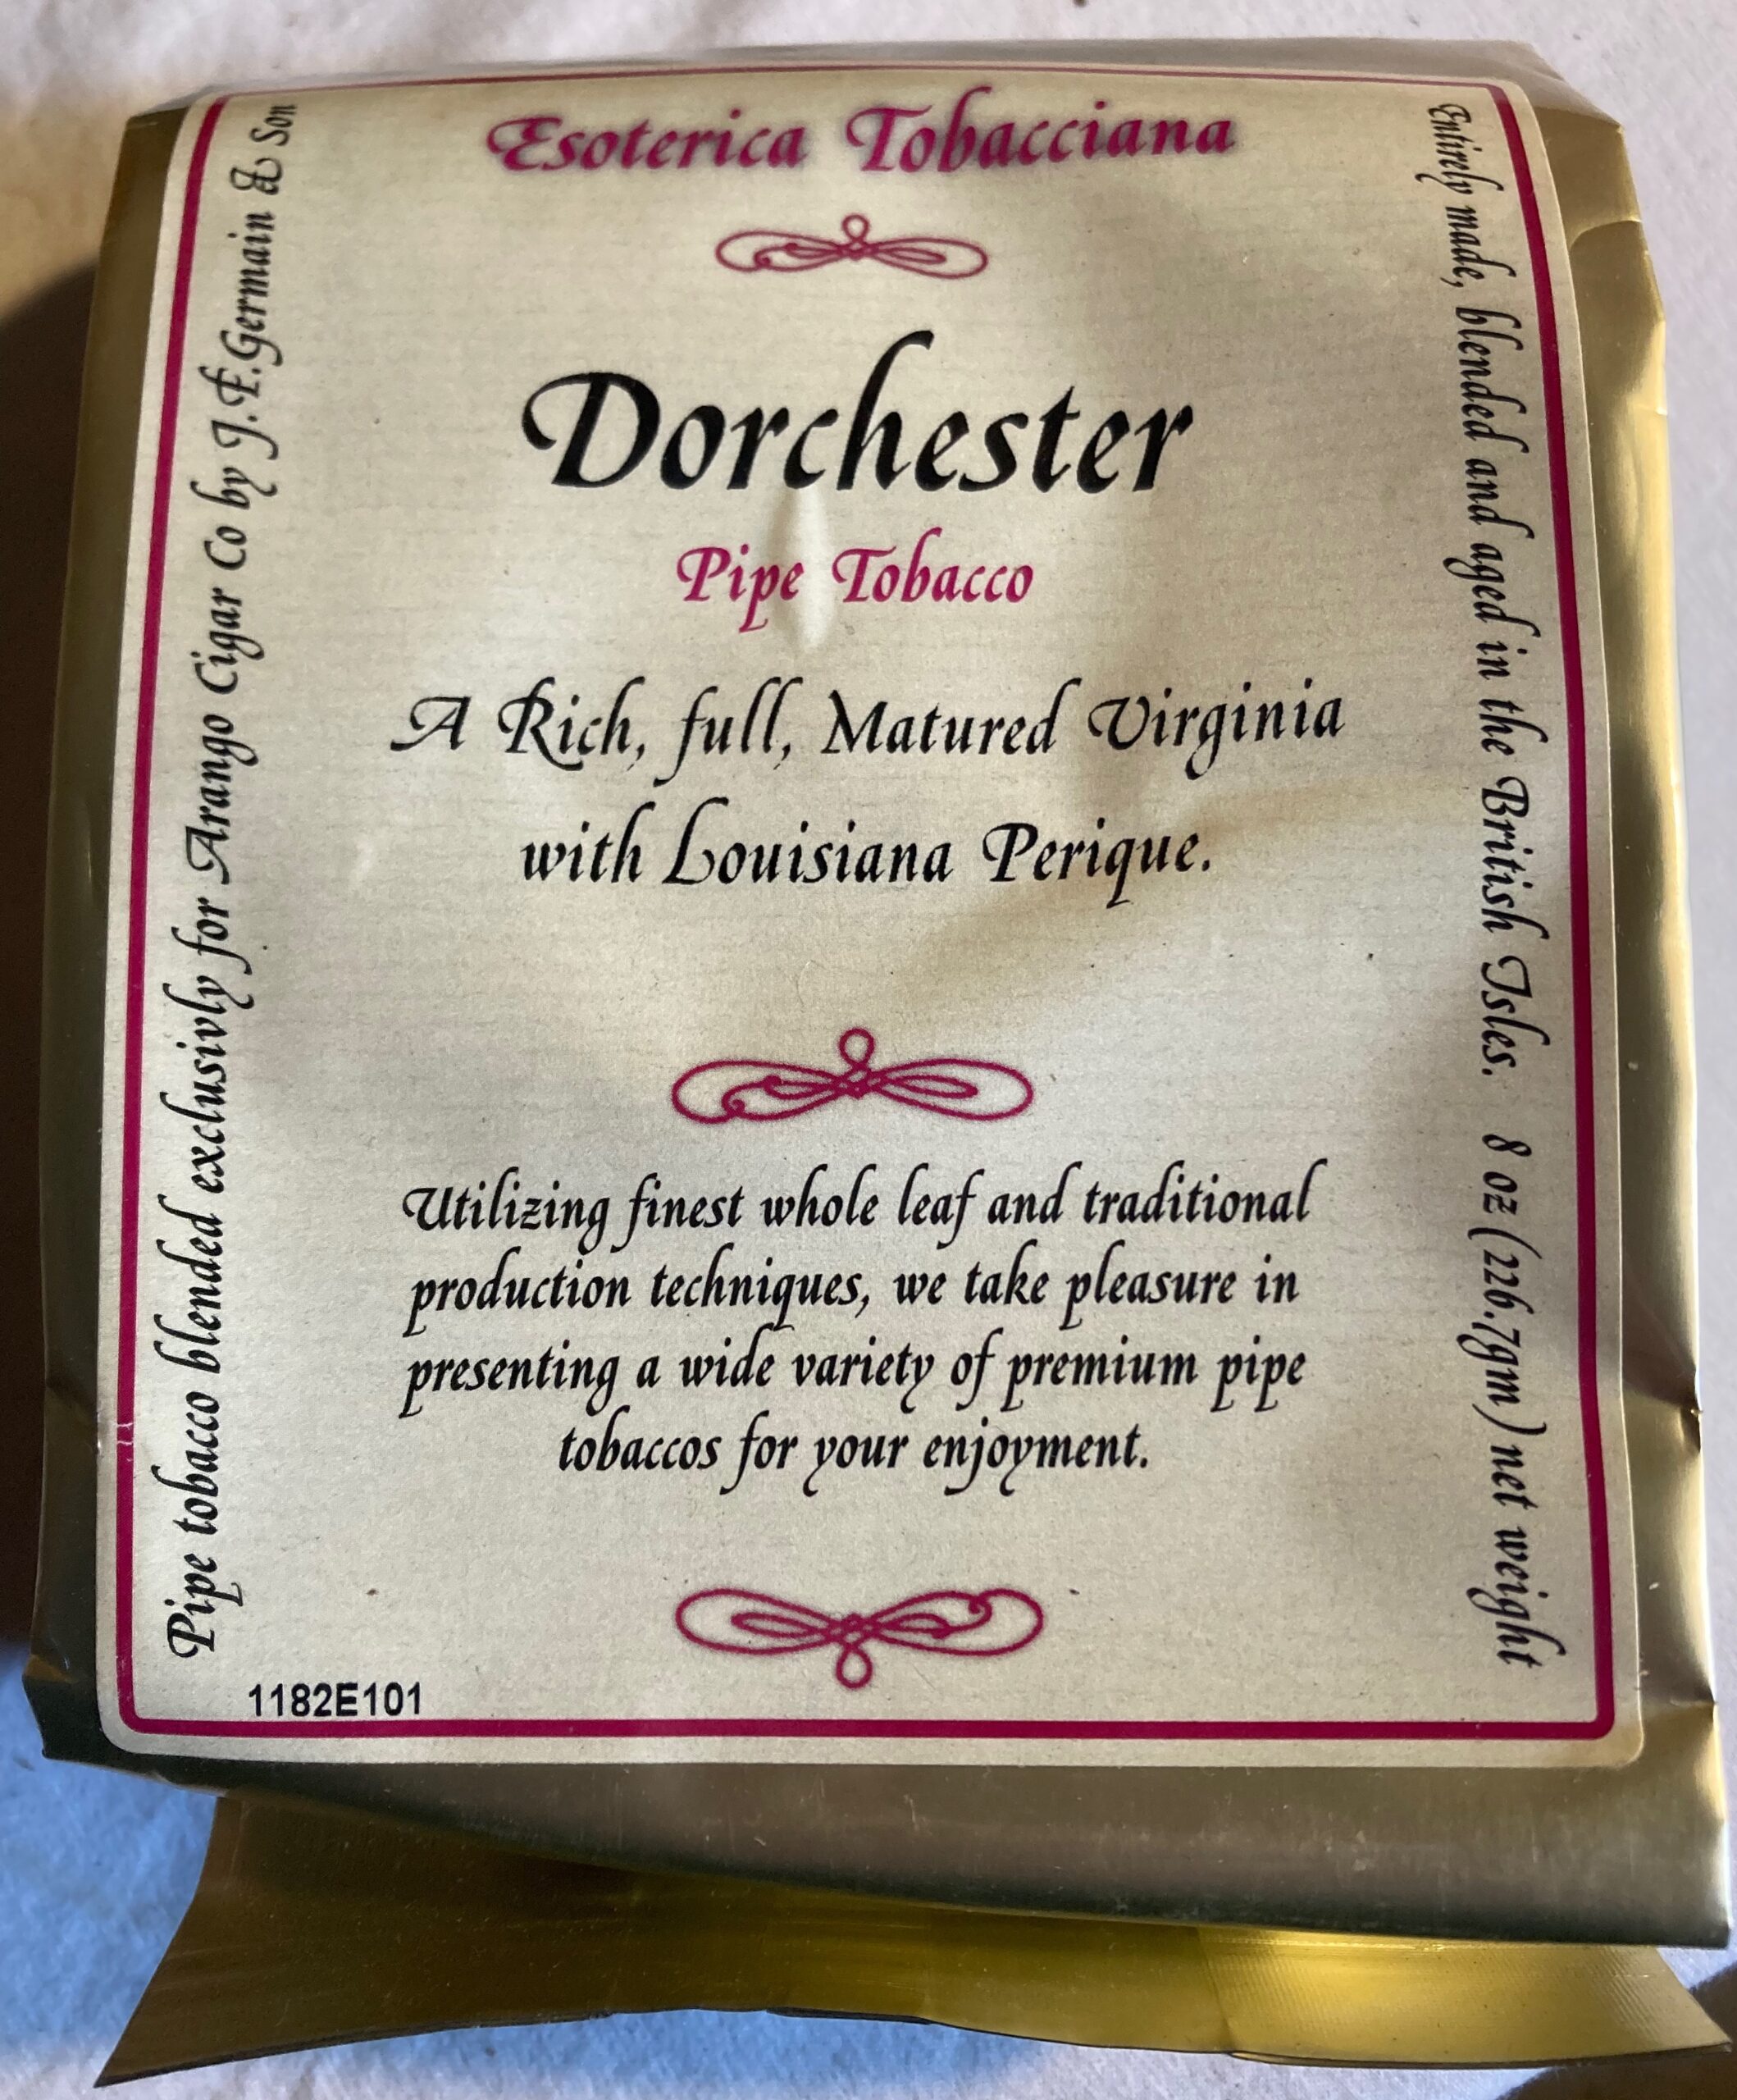 Esoterica Tobacciana
Dorchester
Pipe Tobacco
A Rich, full, Matured Virginia
with Louisiana Perique.
Utilizing finest whole leaf and traditional
production techniques, we take pleasure in
presenting a wide variety of premium pipe
tobaccos for your enjoyment.
Pipe tobacco blended exclusivly for Arango Cigar Co by J.F.Germain & Son
Entirely made, blended and aged in the British Isles. 8 oz (226.7gm) net weight
1182E101